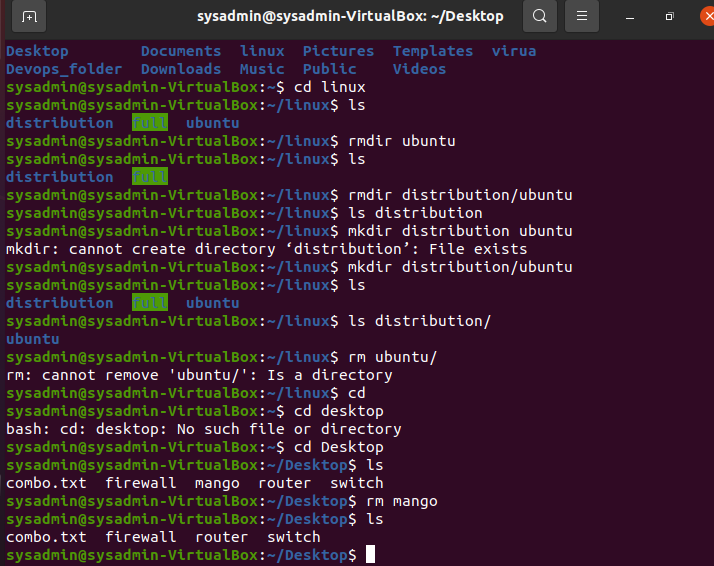 sysadmin@sysadmin-VirtualBox: ~/Desktop
Desktop Documents linux Pictures Templates virua
Devops_folder Downloads Music Public Videos
sysadmin@sysadmin-VirtualBox:~$ cd linux
sysadmin@sysadmin-VirtualBox:~/linux$ ls
distribution full ubuntu
sysadmin@sysadmin-VirtualBox:~/linux$ rmdir ubuntu
sysadmin@sysadmin-VirtualBox:~/linux$ ls
distribution full
sysadmin@sysadmin-VirtualBox:~/linux$ rmdir distribution/ubuntu
sysadmin@sysadmin-VirtualBox:~/linux$ ls distribution
sysadmin@sysadmin-VirtualBox:~/linux$ mkdir distribution ubuntu
mkdir: cannot create directory ‘distribution’: File exists
sysadmin@sysadmin-VirtualBox:~/linux$ mkdir distribution/ubuntu
sysadmin@sysadmin-VirtualBox:~/linux$ ls
distribution full ubuntu
sysadmin@sysadmin-VirtualBox:~/linux$ ls distribution/
ubuntu
sysadmin@sysadmin-VirtualBox:~/linux$ rm ubuntu/
rm: cannot remove 'ubuntu/': Is a directory
sysadmin@sysadmin-VirtualBox:~/linux$ cd
sysadmin@sysadmin-VirtualBox:~$ cd desktop
bash: cd: desktop: No such file or directory
sysadmin@sysadmin-VirtualBox:~$ cd Desktop
sysadmin@sysadmin-VirtualBox:~/Desktop$ ls
combo.txt firewall mango router switch
sysadmin@sysadmin-VirtualBox:~/Desktop$ rm mango
sysadmin@sysadmin-VirtualBox:~/Desktop$ ls
combo.txt firewall router switch
sysadmin@sysadmin-VirtualBox:~/Desktop$